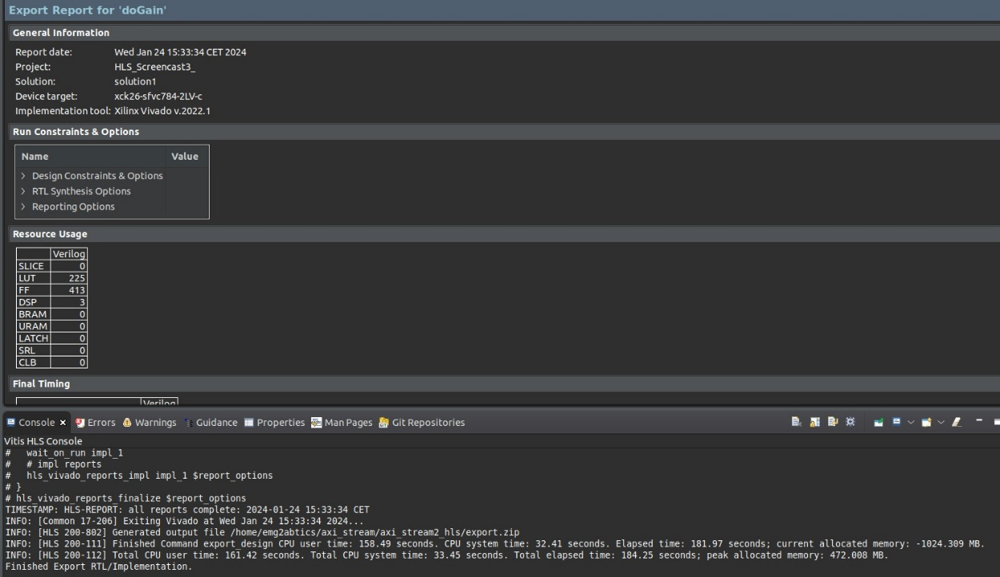 Export Report for 'doGain'
General Information
Report date: Wed Jan 24 15:33:34 CET 2024
Project: HLS_Screencast3_
Solution: solution1
Device target: xck26-sfvc784-2LV-c
Implementation tool: Xilinx Vivado v.2022.1
Run Constraints & Options
Name Value
> Design Constraints & Options
> RTL Synthesis Options
> Reporting Options
Resource Usage
Verilog
SLICE 0
LUT 225
FF 413
DSP 3
BRAM 0
URAM 0
LATCH 0
SRL 0
CLB 0
Final Timing
Verilog
Console Errors Warnings Guidance Properties Man Pages Git Repositories
Vitis HLS Console
#   wait_on_run impl_1
#   # impl reports
#   hls_vivado_reports_impl impl_1 $report_options
# }
# hls_vivado_reports_finalize $report_options
TIMESTAMP: HLS-REPORT: all reports complete: 2024-01-24 15:33:34 CET
INFO: [Common 17-206] Exiting Vivado at Wed Jan 24 15:33:34 2024...
INFO: [HLS 200-802] Generated output file /home/emg2abtics/axi_stream/axi_stream2_hls/export.zip
INFO: [HLS 200-111] Finished Command export_design CPU user time: 158.49 seconds. CPU system time: 32.41 seconds. Elapsed time: 181.97 seconds; current allocated memory: -1024.309 MB.
INFO: [HLS 200-112] Total CPU user time: 161.42 seconds. Total CPU system time: 33.45 seconds. Total elapsed time: 184.25 seconds; peak allocated memory: 472.008 MB.
Finished Export RTL/Implementation.